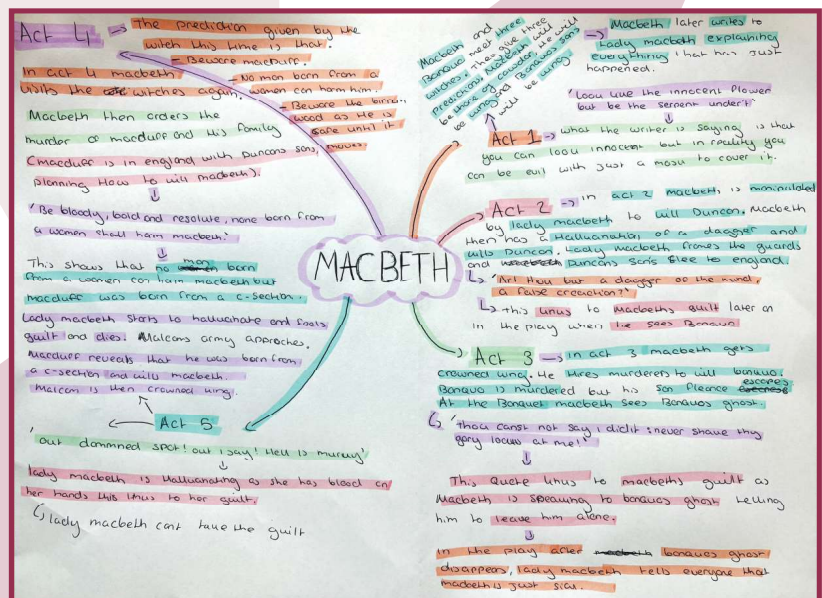 MACBETH
Act 1
Macbeth and
Banquo meet three
witches. They give three
predictions. Macbeth will
be thane of cawdor, He will
be king and Banquos sons
will be king
Macbeth later writes to
Lady macbeth explaining
everything that has just
happened.
'look like the innocent flower
but be the serpent under't'
what the writer is saying is that
you can look innocent but in reality you
can be evil with just a mask to cover it.
Act 2
in act 2 macbeth is manipulated
by lady macbeth to kill Duncan. Macbeth
then has a Halluanation of a dagger and
kills Duncan. Lady macbeth frames the guards
and Duncans sons flee to england.
'Art thou but a dagger of the mind,
a false creaction?'
this links to Macbeths guilt later on
in the play when he sees Banquo
Act 3
in act 3 macbeth gets
crowned king. He Hires murderers to kill banquo.
Banquo is murdered but his son Fleance escapes
At the Banquet macbeth sees Banquos ghost.
'Thou canst not say i did it: never shake thy
gory locks at me!'
This Quote links to macbeths guilt as
Macbeth is speaking to banquos ghost telling
him to leave him alone.
In the play after banquos ghost
disappears, lady macbeth tells everyone that
macbeth is just sick.
Act 4
The prediction given by the
witch this time is that.
- Beware macduff.
- No man born from a
women can harm him.
- Beware the birnam
wood as He is
safe until it
moves.
In act 4 macbeth
visits the witches again.
Macbeth then orders the
murder of macduff and His family
(macduff is in england with Duncans sons,
planning How to kill macbeth).
'Be bloody, bold and resolute, none born from
a women shall harm macbeth.'
This shows that no man born
from a women can harm macbeth but
macduff was born from a c-section.
Act 5
Lady macbeth starts to hallucinate and feels
guilt and dies. Malcolms army approches.
Macduff reveals that he was born from
a c-section and kills macbeth.
Malcom is then crowned king.
'out dammned spot! out i say! Hell is murky'
lady macbeth is Halluanating as she has blood on
her hands this links to her guilt.
lady macbeth cant take the guilt